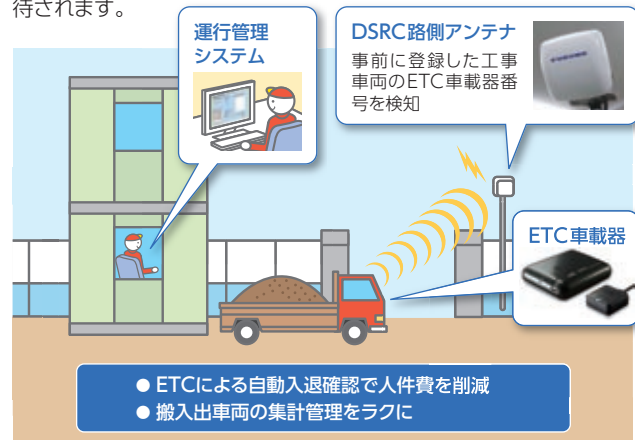 待されます。
運行管理
システム
DSRC路側アンテナ
事前に登録した工事
車両のETC車載器番
号を検知
FURUNO
ETC車載器
● ETCによる自動入退確認で人件費を削減
● 搬入出車両の集計管理をラクに